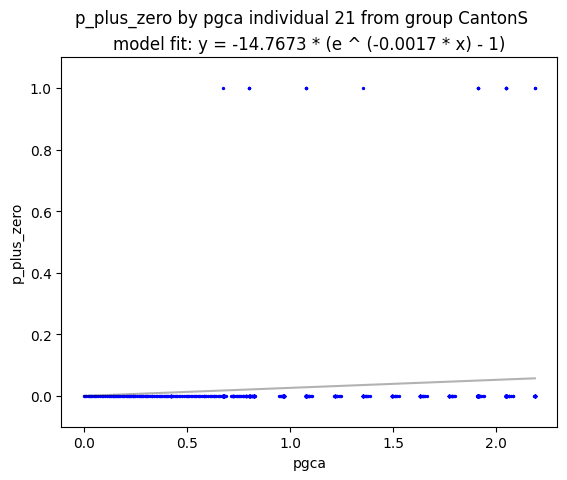 p_plus_zero by pgca individual 21 from group CantonS
model fit: y = -14.7673 * (e ^ (-0.0017 * x) - 1)
1.0
0.8
0.6
0.4
0.2
0.0
p_plus_zero
0.0 0.5 1.0 1.5 2.0
pgca